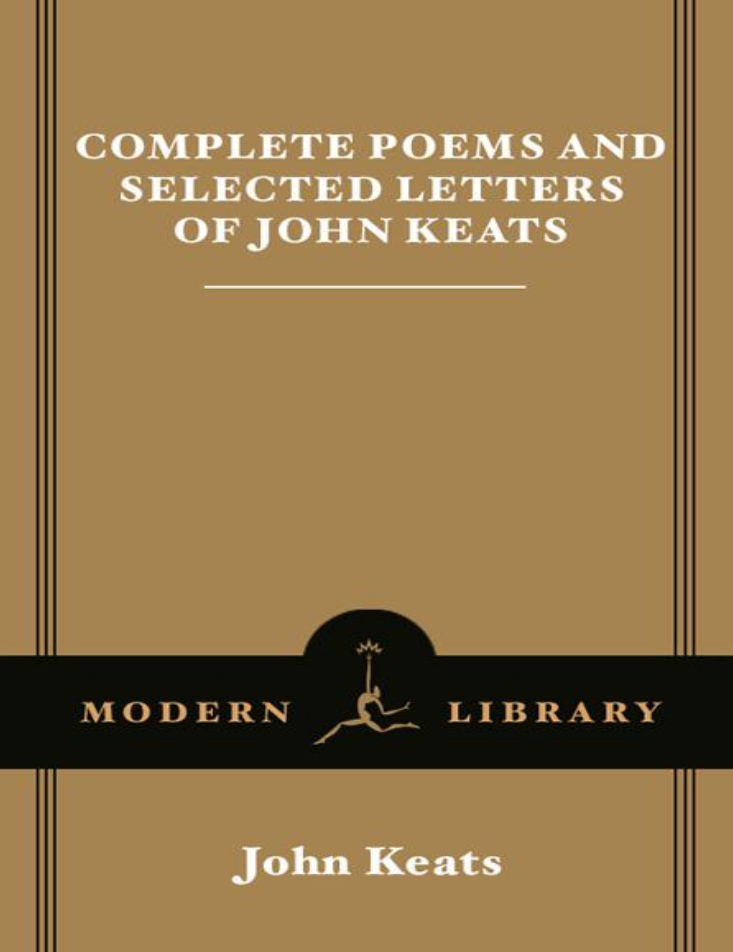 COMPLETE POEMS AND
SELECTED LETTERS
OF JOHN KEATS
MODERN LIBRARY
John Keats